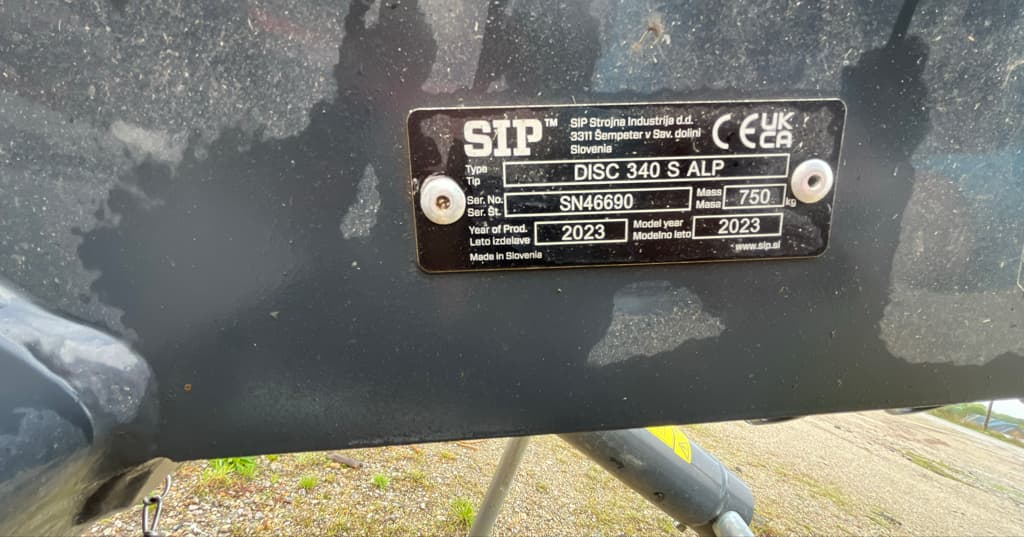 SIP™
SIP Strojna Industrija d.d.
3311 Šempeter v Sav. dolini
Slovenia
CE UK CA
Type
Tip
DISC 340 S ALP
Ser. No.
Ser. Št.
SN46690
Mass
Masa
750 kg
Year of Prod.
Leto izdelave
2023
Model year
Modelno leto
2023
Made in Slovenia
www.sip.si